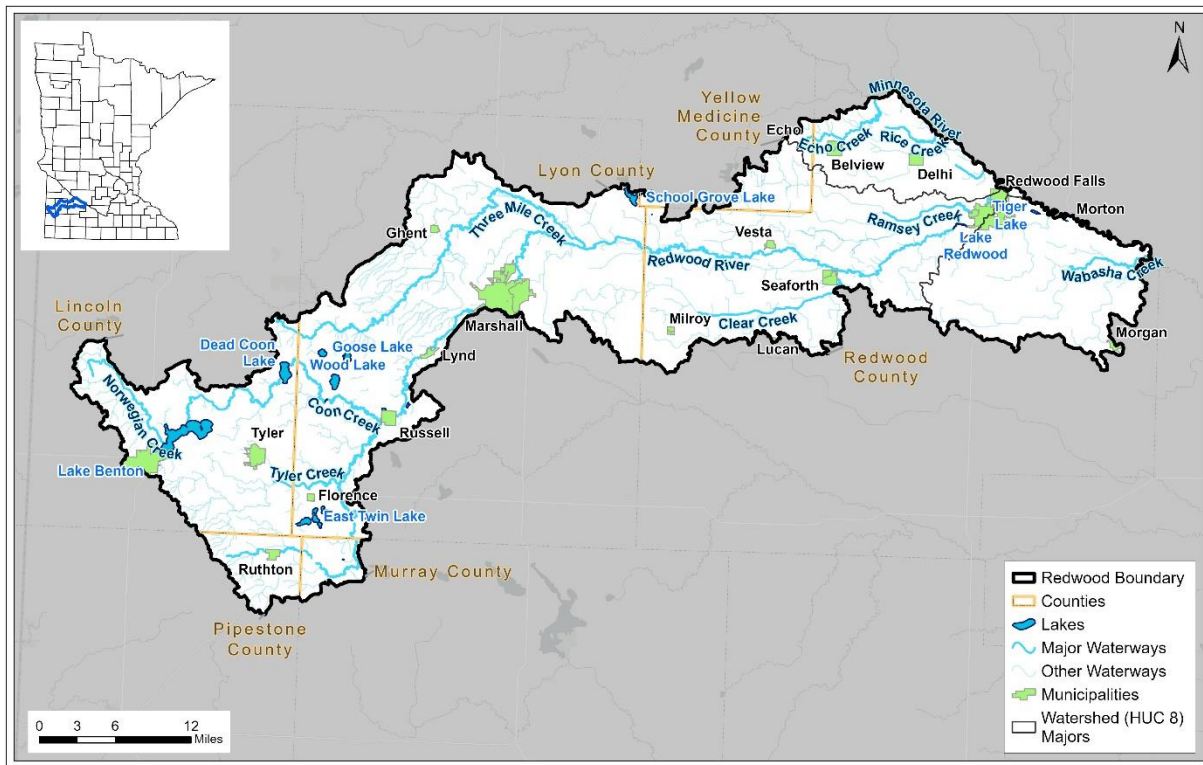 N
Minnesota River
Yellow
Medicine
County
Echo
Echo Creek
Rice Creek
Belview
Delhi
Lyon County
School Grove Lake
Redwood Falls
Tiger
Lake
Morton
Ramsey Creek
Lake
Redwood
Ghent
Three Mile Creek
Vesta
Redwood River
Wabasha Creek
Seaforth
Marshall
Milroy
Clear Creek
Lucan
Morgan
Redwood
County
Lincoln
County
Dead Coon
Lake
Goose Lake
Wood Lake
Lynd
Norwegian Creek
Coon Creek
Russell
Tyler
Lake Benton
Tyler Creek
Florence
East Twin Lake
Ruthton
Murray County
Pipestone
County
Redwood Boundary
Counties
Lakes
Major Waterways
Other Waterways
Municipalities
Watershed (HUC 8)
Majors
0 3 6 12
Miles